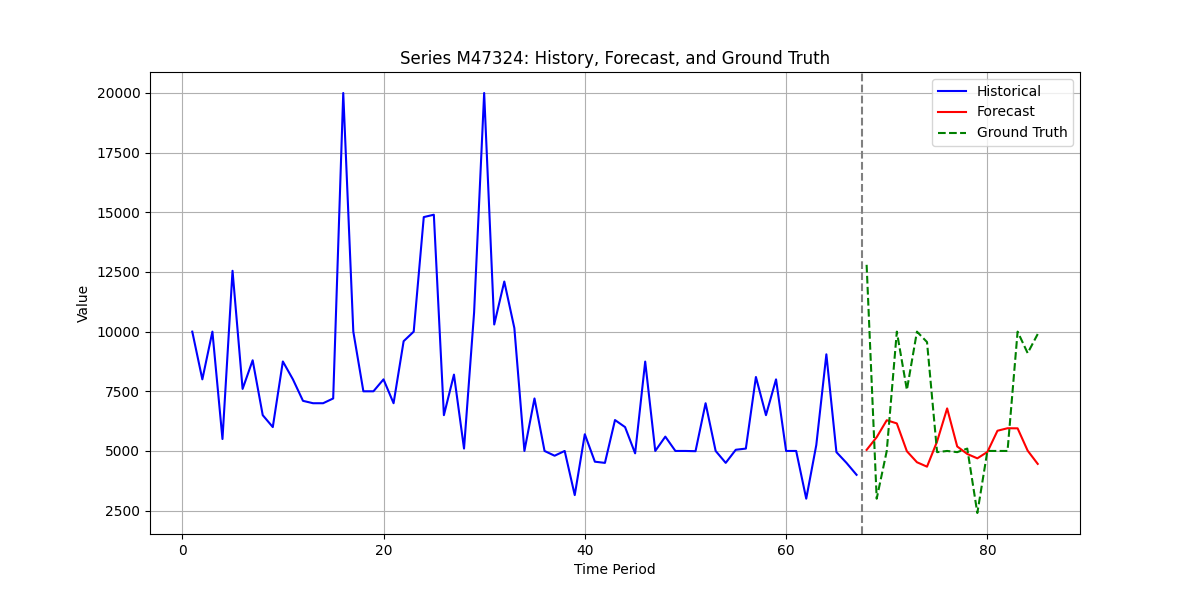 Series M47324: History, Forecast, and Ground Truth
20000
17500
15000
12500
10000
7500
5000
2500
Value
0
20
40
60
80
Time Period
Historical
Forecast
Ground Truth